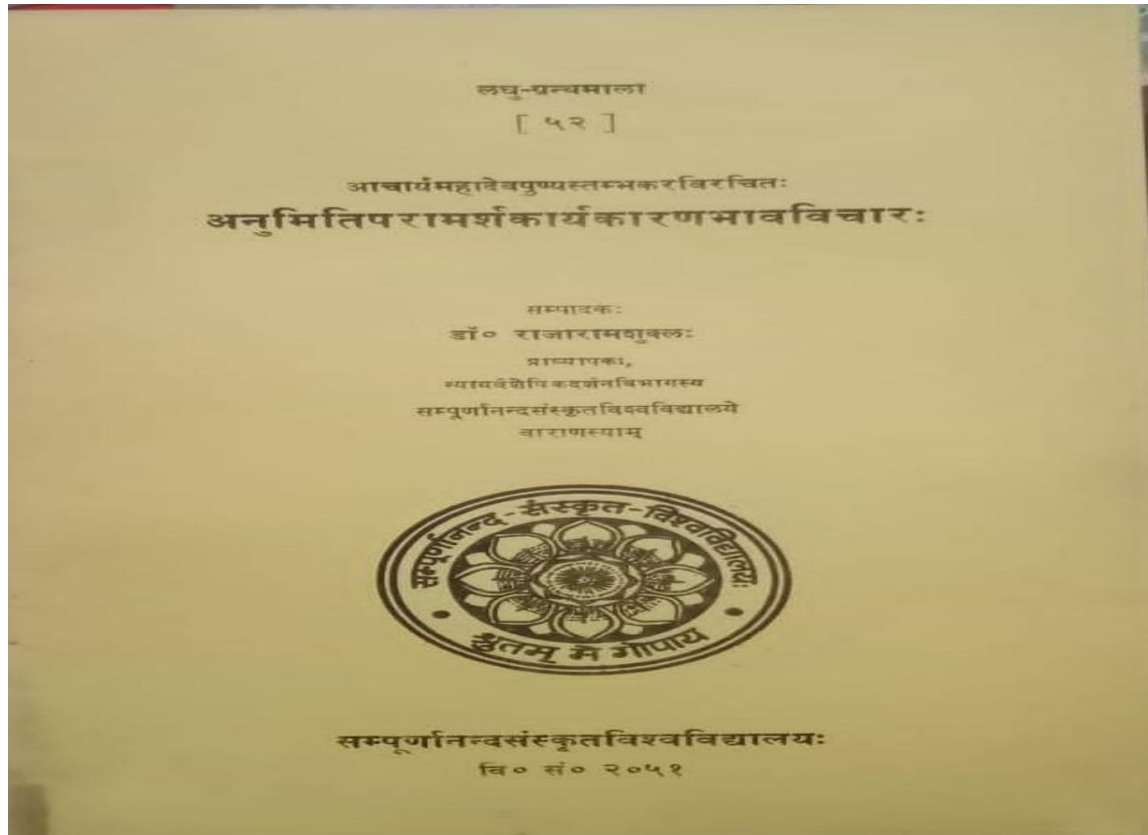 लघु-ग्रन्थमाला
[ ५२ ]
आचार्यमहादेवपुण्यस्तम्भकरविरचितः
अनुमितिपरामर्शकार्यकारणभावविचारः
सम्पादकः
डॉ० राजारामशुक्लः
प्राध्यापकः,
न्यायवैशेषिकदर्शनविभागस्य
सम्पूर्णानन्दसंस्कृतविश्वविद्यालये
वाराणस्याम्
सम्पूर्णानन्द-संस्कृत-विश्वविद्यालयः
श्रुतम् मे गोपाय
सम्पूर्णानन्दसंस्कृतविश्वविद्यालयः
वि० सं० २०५१